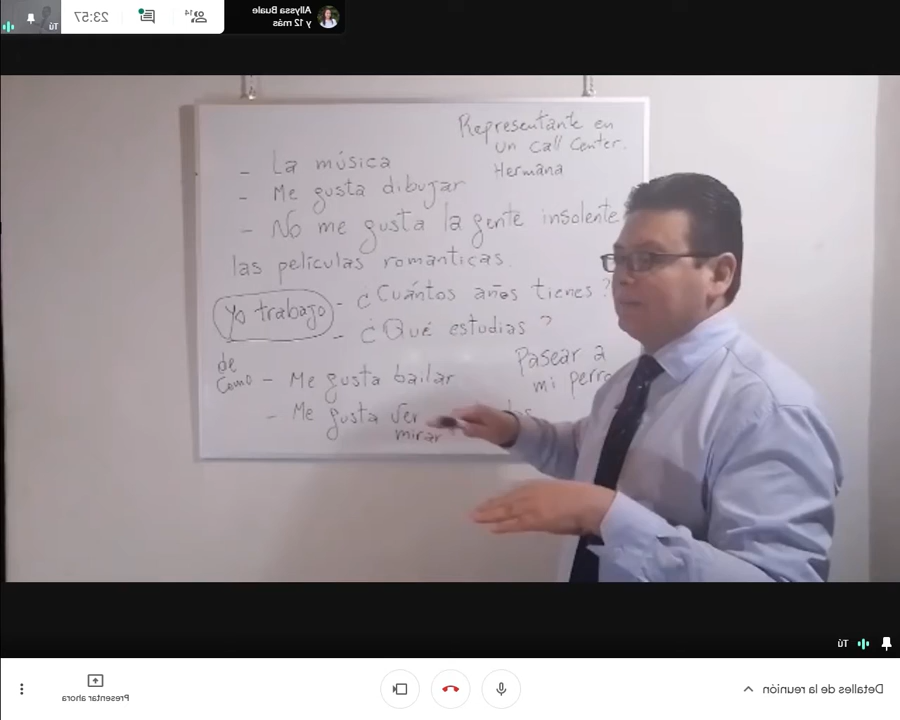 Allyssa Buale
y 12 más
14
23:57
Tú
Representante en
un call Center.
- La música
Hermana
- Me gusta dibujar
- No me gusta la gente insolente
las películas romanticas.
Yo trabajo
- ¿Cuántos años tienes?
- ¿Qué estudias?
de
Como
Pasear a
mi perro
- Me gusta bailar
- Me gusta ver
mirar
Tú
Detalles de la reunión
Presentar ahora